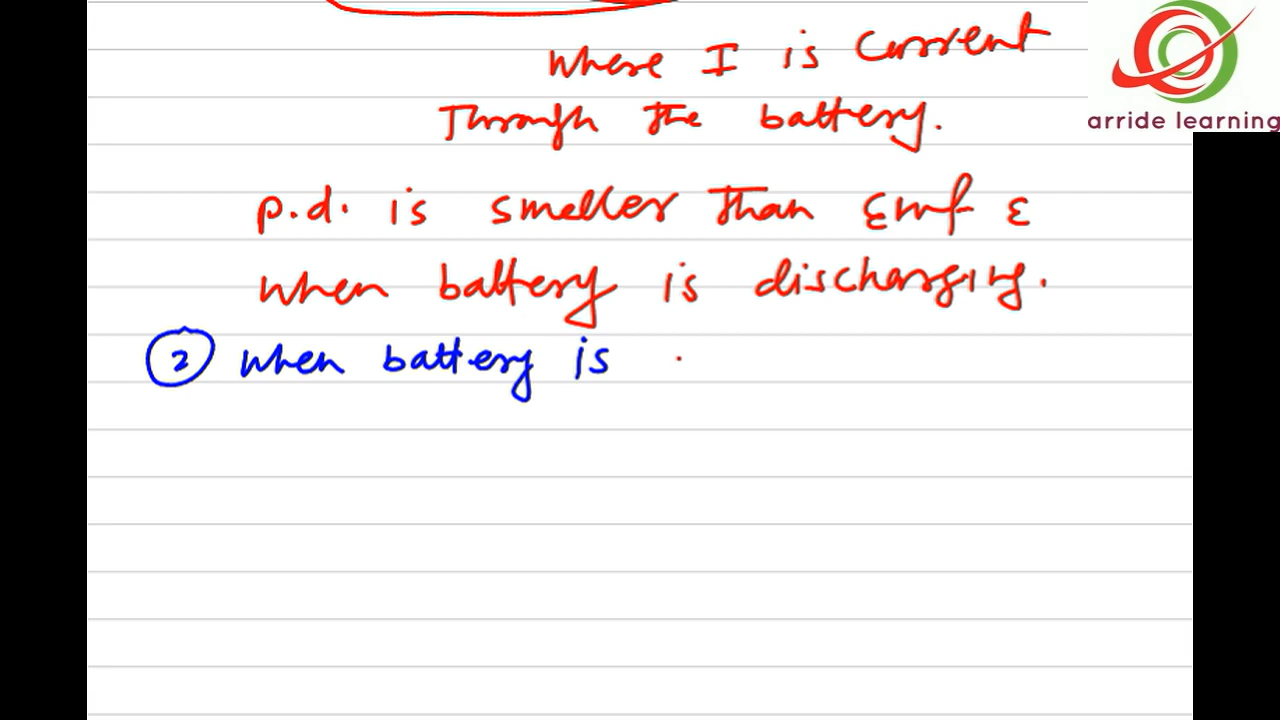 where I is current
arride learning
Through the battery.
p.d. is smaller than Emf ε
when battery is discharging.
2 when battery is